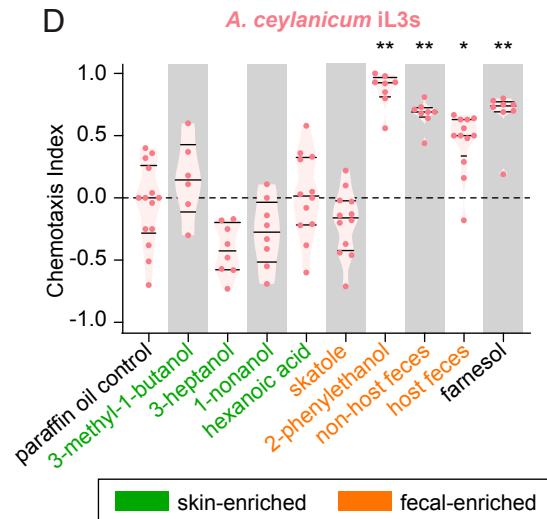 D
A. ceylanicum iL3s
** ** * **
Chemotaxis Index
1.0
0.5
0.0
-0.5
-1.0
paraffin oil control
3-methyl-1-butanol
3-heptanol
1-nonanol
hexanoic acid
skatole
2-phenylethanol
non-host feces
host feces
farnesol
skin-enriched fecal-enriched